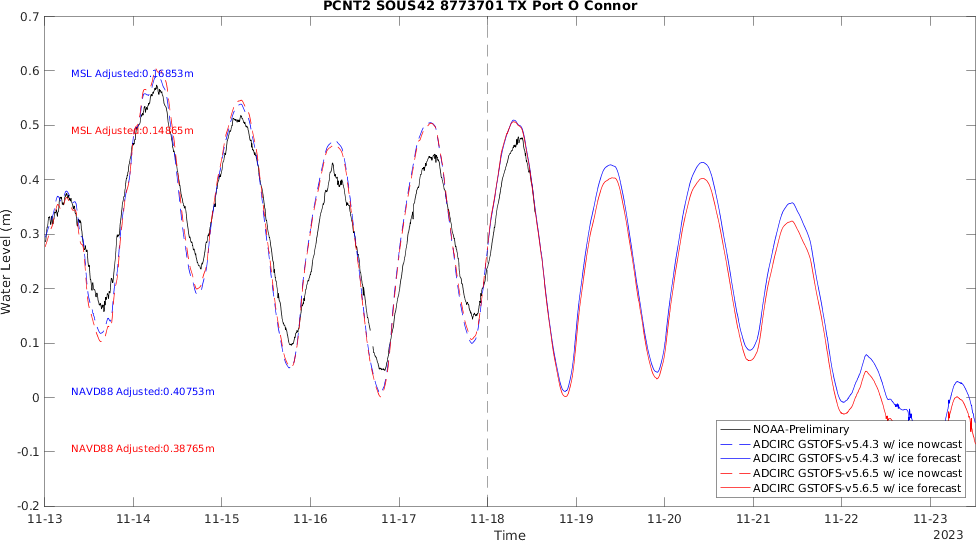 PCNT2 SOUS42 8773701 TX Port O Connor
0.7
0.6
0.5
0.4
0.3
0.2
0.1
0
-0.1
-0.2
Water Level (m)
MSL Adjusted:0.16853m
MSL Adjusted:0.14865m
NAVD88 Adjusted:0.40753m
NAVD88 Adjusted:0.38765m
NOAA-Preliminary
ADCIRC GSTOFS-v5.4.3 w/ ice nowcast
ADCIRC GSTOFS-v5.4.3 w/ ice forecast
ADCIRC GSTOFS-v5.6.5 w/ ice nowcast
ADCIRC GSTOFS-v5.6.5 w/ ice forecast
11-13 11-14 11-15 11-16 11-17 11-18 11-19 11-20 11-21 11-22 11-23
Time
2023